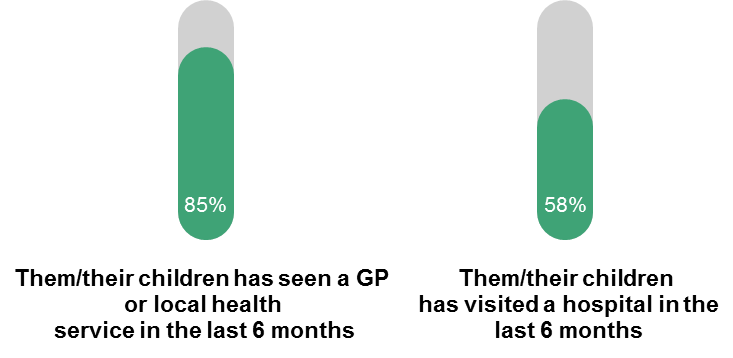 85%
58%
Them/their children has seen a GP
or local health
service in the last 6 months
Them/their children
has visited a hospital in the
last 6 months